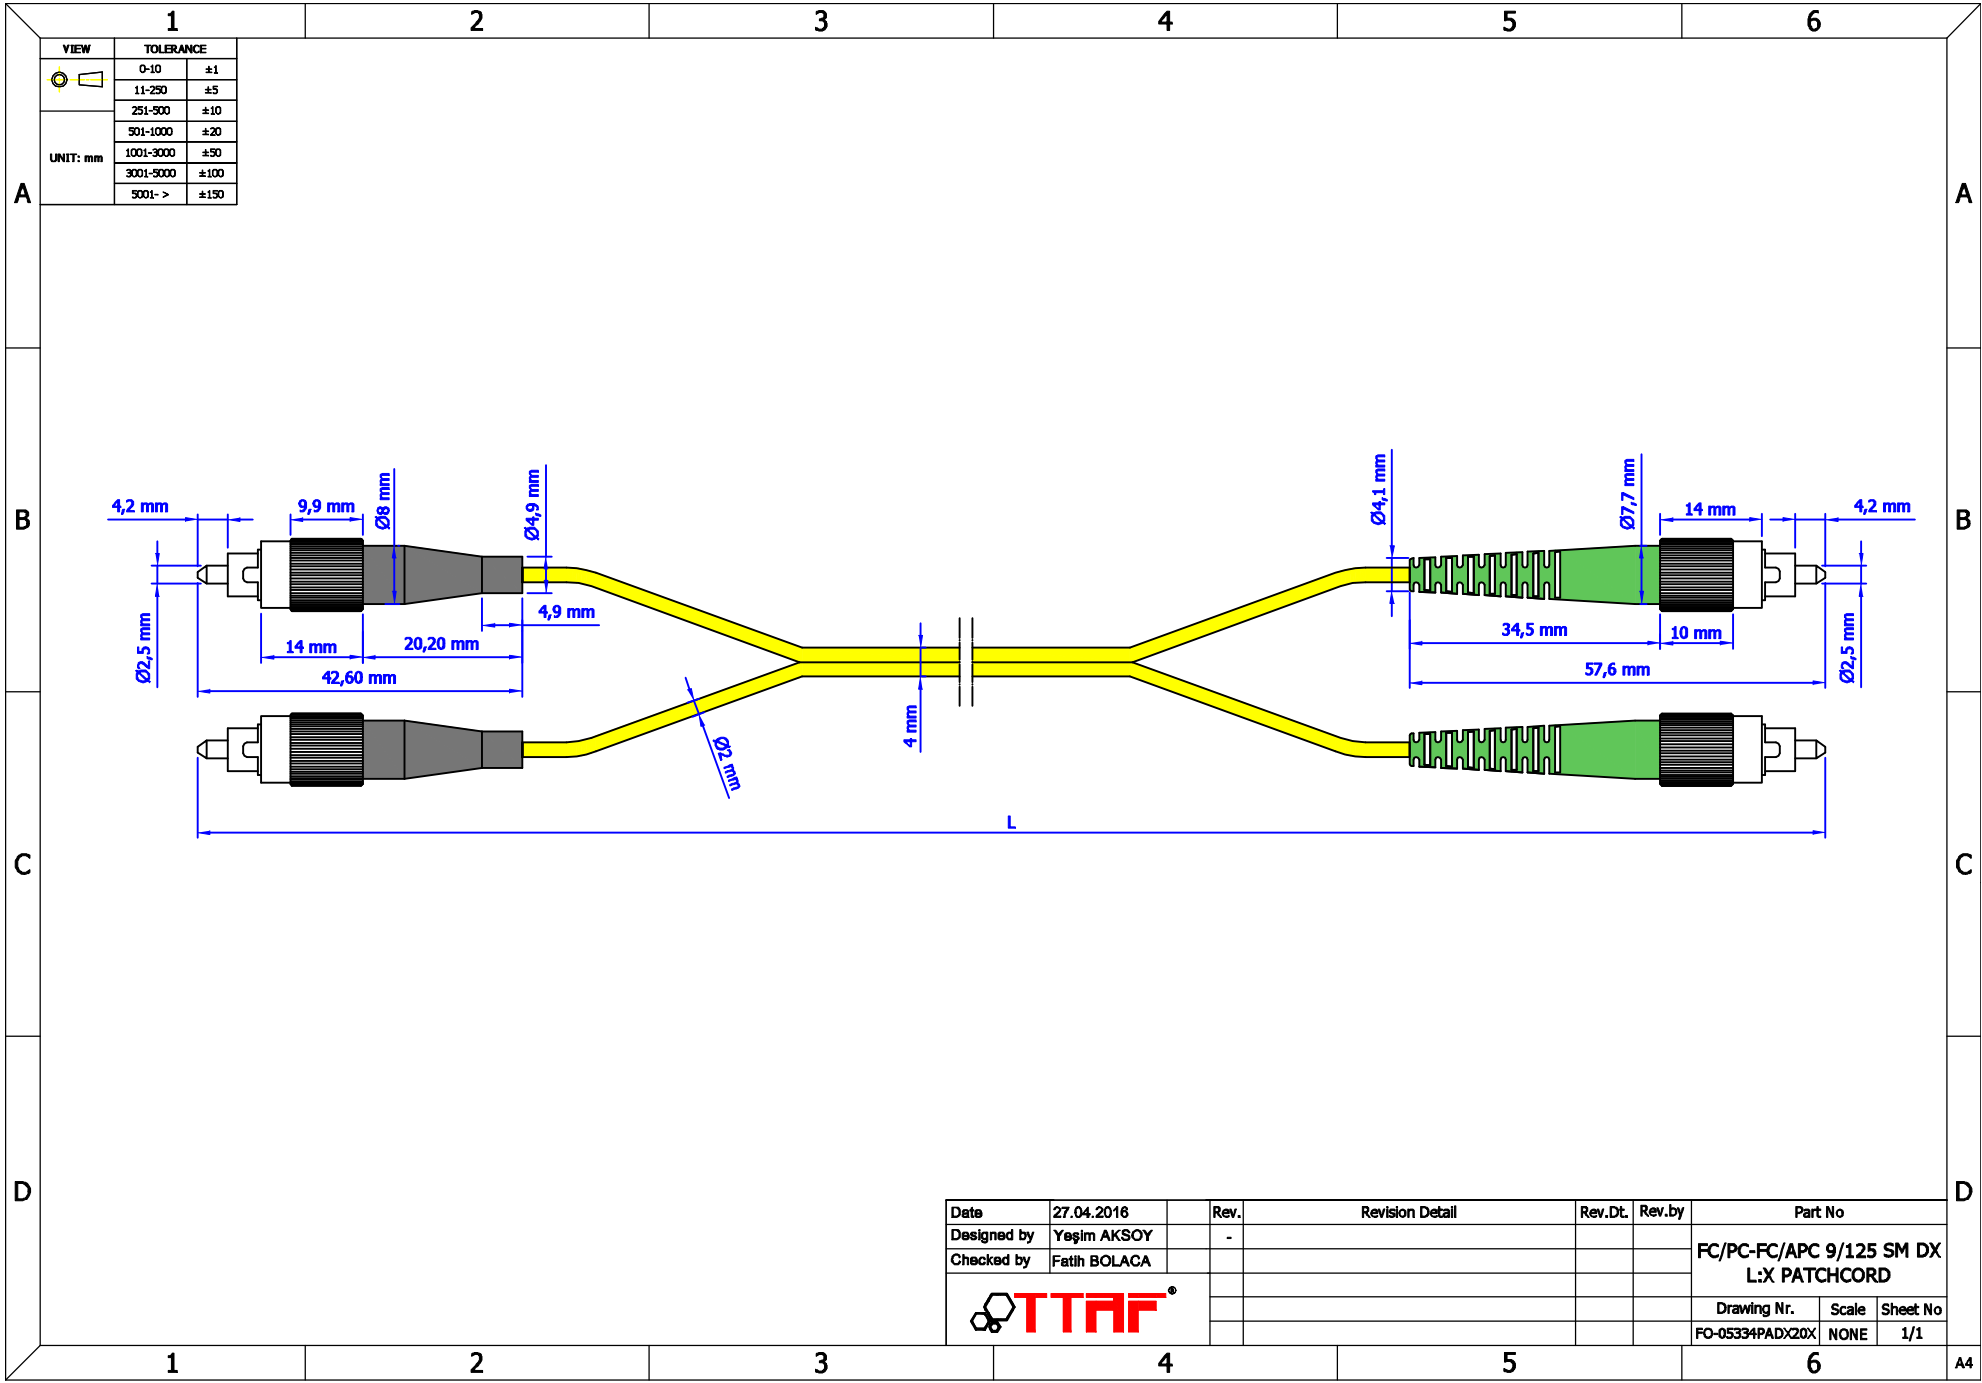 1 2 3 4 5 6
VIEW TOLERANCE
0-10 ±1
11-250 ±5
251-500 ±10
501-1000 ±20
UNIT: mm 1001-3000 ±50
3001-5000 ±100
5001- > ±150
A A
B B
C C
D D
4,2 mm
9,9 mm
Ø8 mm
Ø4,9 mm
Ø2,5 mm
14 mm
20,20 mm
4,9 mm
42,60 mm
Ø2 mm
4 mm
Ø4,1 mm
Ø7,7 mm
14 mm
4,2 mm
34,5 mm
10 mm
57,6 mm
Ø2,5 mm
L
Date 27.04.2016 Rev. Revision Detail Rev.Dt. Rev.by Part No
Designed by Yeşim AKSOY -
Checked by Fatih BOLACA
FC/PC-FC/APC 9/125 SM DX
L:X PATCHCORD
TTAF ®
Drawing Nr. Scale Sheet No
FO-05334PADX20X NONE 1/1
1 2 3 4 5 6 A4